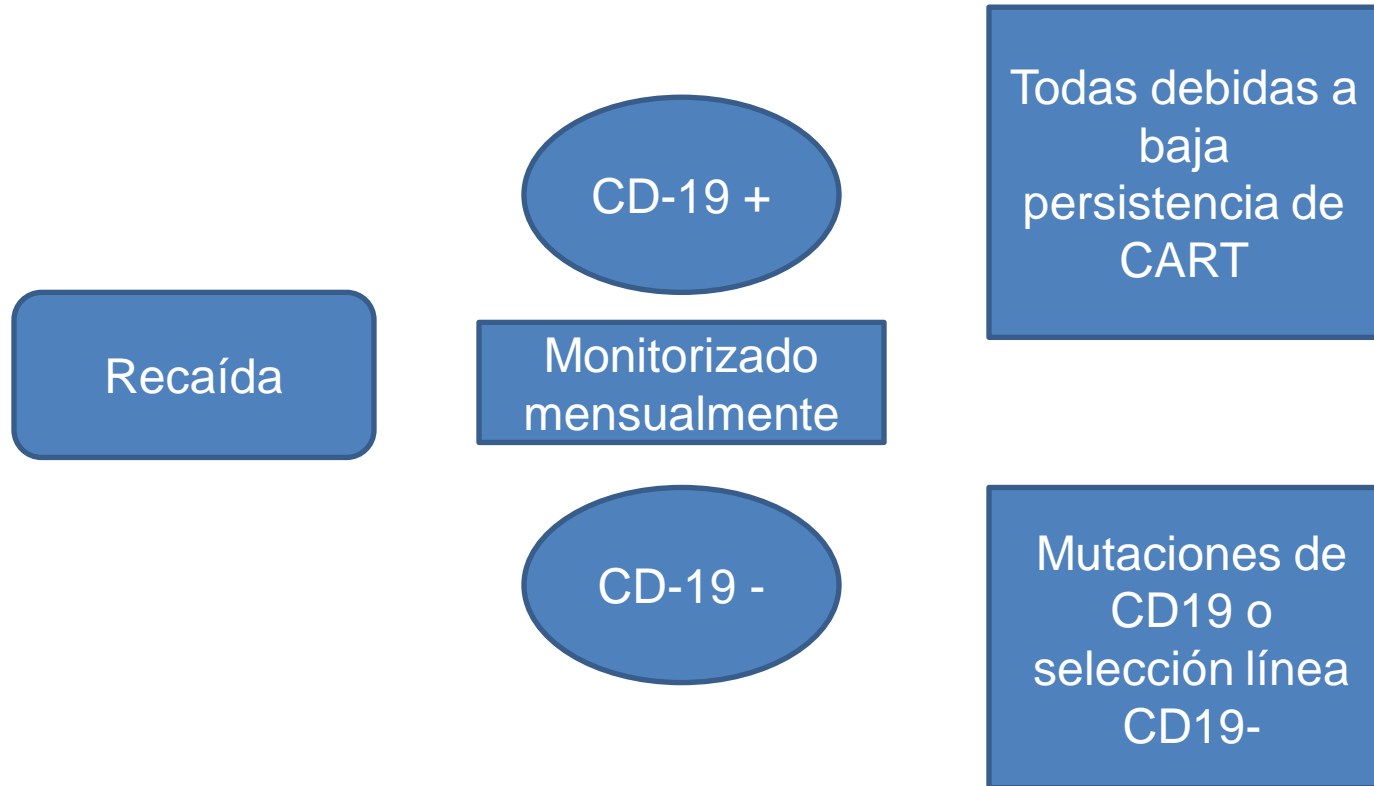 Recaída
CD-19 +
Monitorizado
mensualmente
CD-19 -
Todas debidas a
baja
persistencia de
CART
Mutaciones de
CD19 o
selección línea
CD19-